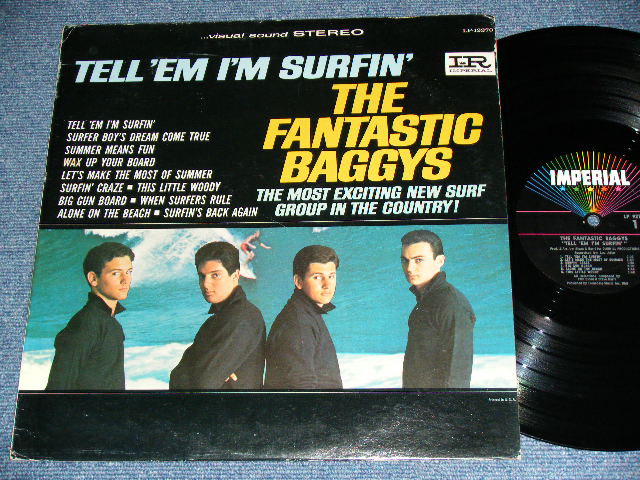 ...visual sound STEREO
LP-12270
TELL 'EM I'M SURFIN'
I-R
IMPERIAL
THE
FANTASTIC
BAGGYS
TELL 'EM I'M SURFIN'
SURFER BOY'S DREAM COME TRUE
SUMMER MEANS FUN
WAX UP YOUR BOARD
LET'S MAKE THE MOST OF SUMMER
SURFIN' CRAZE ▪ THIS LITTLE WOODY
BIG GUN BOARD ▪ WHEN SURFERS RULE
ALONE ON THE BEACH ▪ SURFIN'S BACK AGAIN
THE MOST EXCITING NEW SURF
GROUP IN THE COUNTRY!
IMPERIAL
1
THE FANTASTIC BAGGYS
"TELL 'EM I'M SURFIN'"